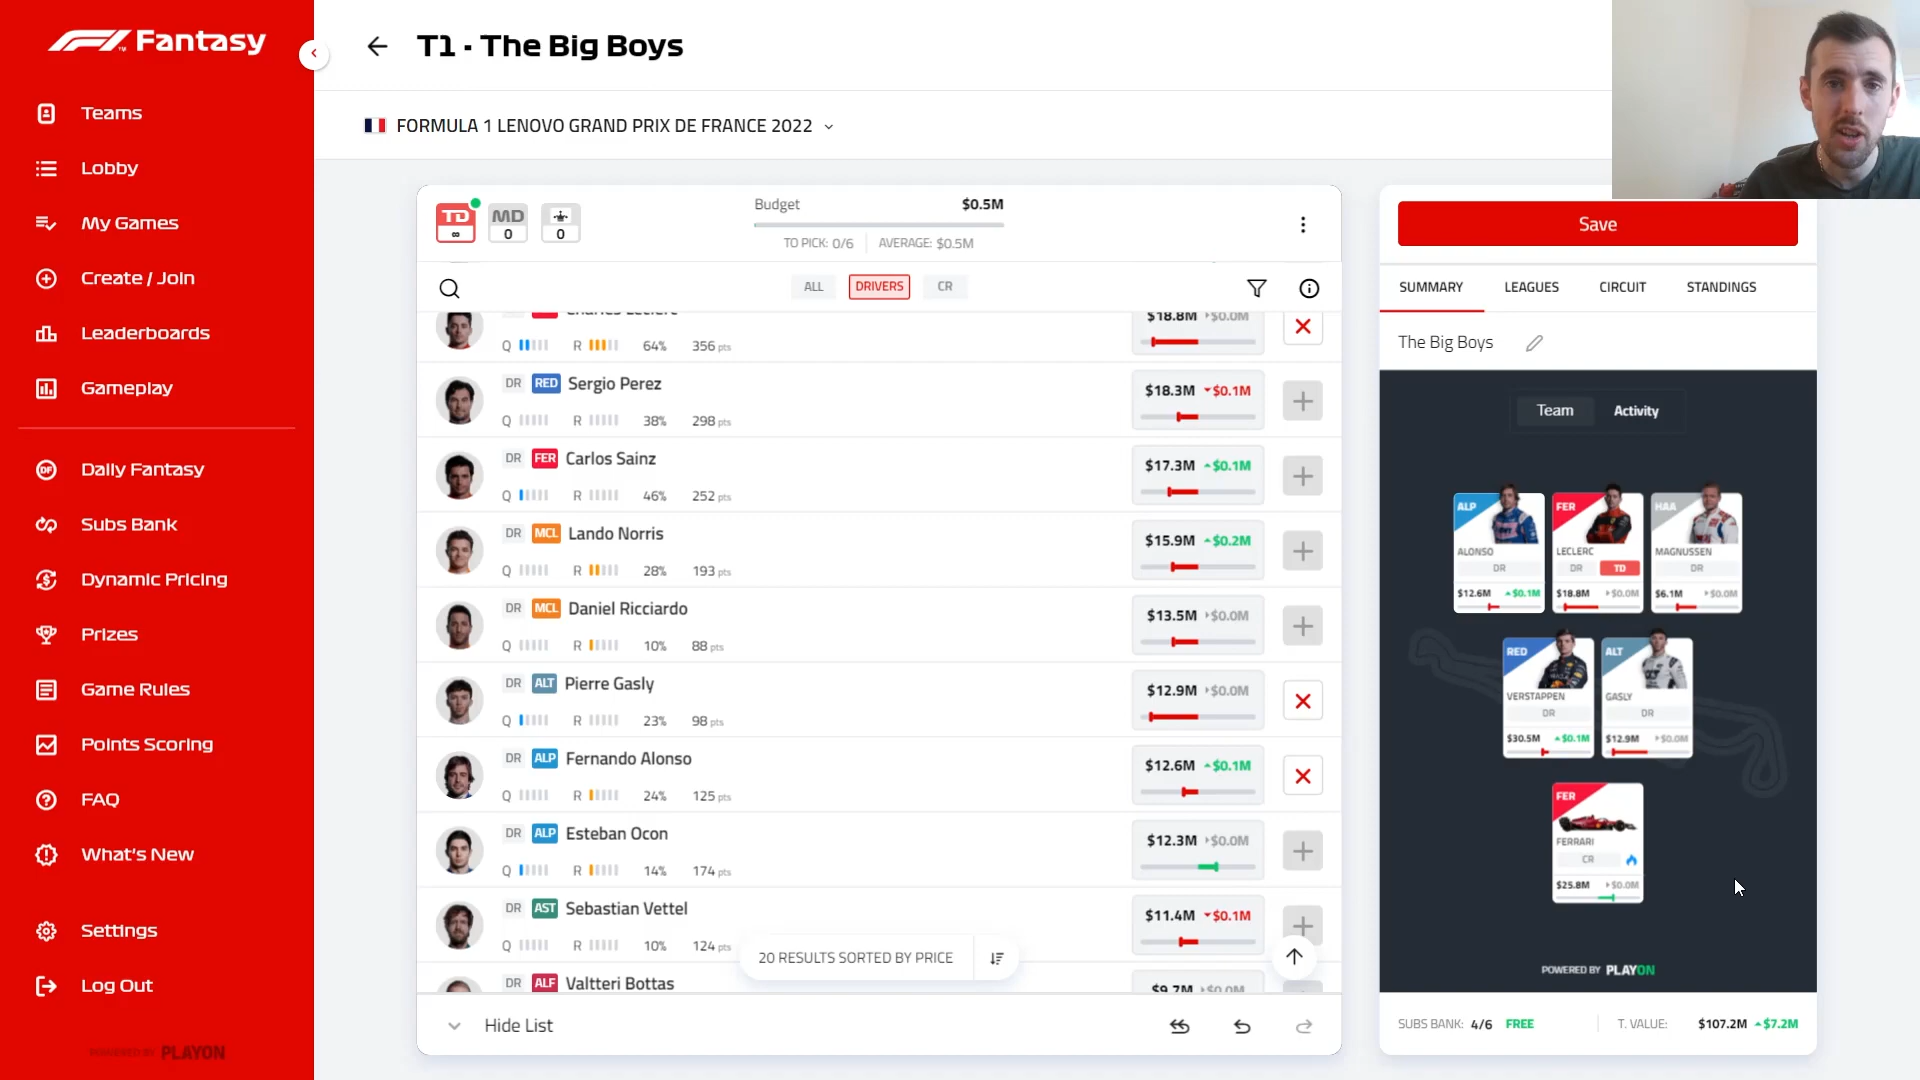 F1 Fantasy
Teams
Lobby
My Games
Create / Join
Leaderboards
Gameplay
Daily Fantasy
Subs Bank
Dynamic Pricing
Prizes
Game Rules
Points Scoring
FAQ
What's New
Settings
Log Out
POWERED BY PLAYON
T1 · The Big Boys
FORMULA 1 LENOVO GRAND PRIX DE FRANCE 2022
TD ∞ MD 0 0
Budget $0.5M
TO PICK: 0/6 AVERAGE: $0.5M
ALL DRIVERS CR
Charles Leclerc $18.8M $0.0M
Q R 64% 356 pts
DR RED Sergio Perez $18.3M $0.1M
Q R 38% 298 pts
DR FER Carlos Sainz $17.3M $0.1M
Q R 46% 252 pts
DR MCL Lando Norris $15.9M $0.2M
Q R 28% 193 pts
DR MCL Daniel Ricciardo $13.5M $0.0M
Q R 10% 88 pts
DR ALT Pierre Gasly $12.9M $0.0M
Q R 23% 98 pts
DR ALP Fernando Alonso $12.6M $0.1M
Q R 24% 125 pts
DR ALP Esteban Ocon $12.3M $0.0M
Q R 14% 174 pts
DR AST Sebastian Vettel $11.4M $0.1M
Q R 10% 124 pts
20 RESULTS SORTED BY PRICE
DR ALF Valtteri Bottas $9.7M $0.0M
Hide List
Save
SUMMARY LEAGUES CIRCUIT STANDINGS
The Big Boys
Team Activity
ALP FER HAA
ALONSO LECLERC MAGNUSSEN
DR DR TD DR
$12.6M $0.1M $18.8M $0.0M $6.1M $0.0M
RED ALT
VERSTAPPEN GASLY
DR DR
$30.5M $0.1M $12.9M $0.0M
FER
FERRARI
CR
$25.8M $0.0M
POWERED BY PLAYON
SUBS BANK: 4/6 FREE T. VALUE: $107.2M $7.2M